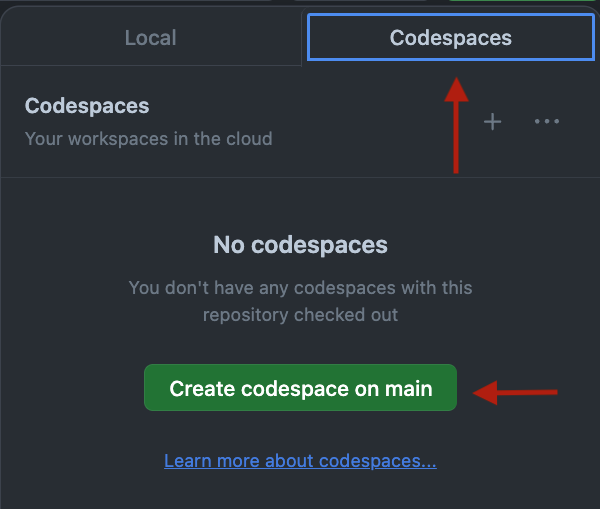 Local
Codespaces
Codespaces
Your workspaces in the cloud
No codespaces
You don't have any codespaces with this
repository checked out
Create codespace on main
Learn more about codespaces...